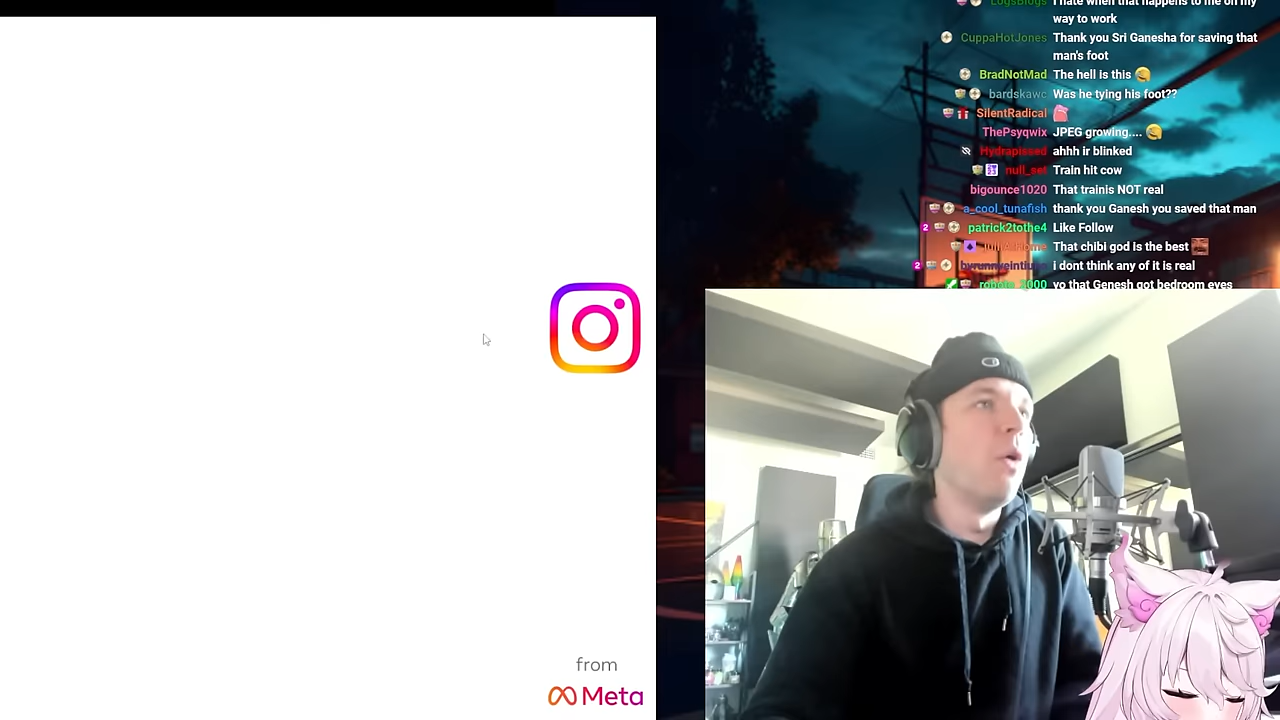 I hate when that happens to me on my
way to work
CuppaHotJones Thank you Sri Ganesha for saving that
man's foot
BradNotMad The hell is this
bardskawc Was he tying his foot??
SilentRadical
ThePsyqwix JPEG growing....
Hydrapissed ahhh ir blinked
null_set Train hit cow
bigounce1020 That trainis NOT real
a_cool_tunafish thank you Ganesh you saved that man
2 patrick2tothe4 Like Follow
That chibi god Is the best
2 i dont think any of it is real
yo that Genesh got bedroom eyes
from
Meta